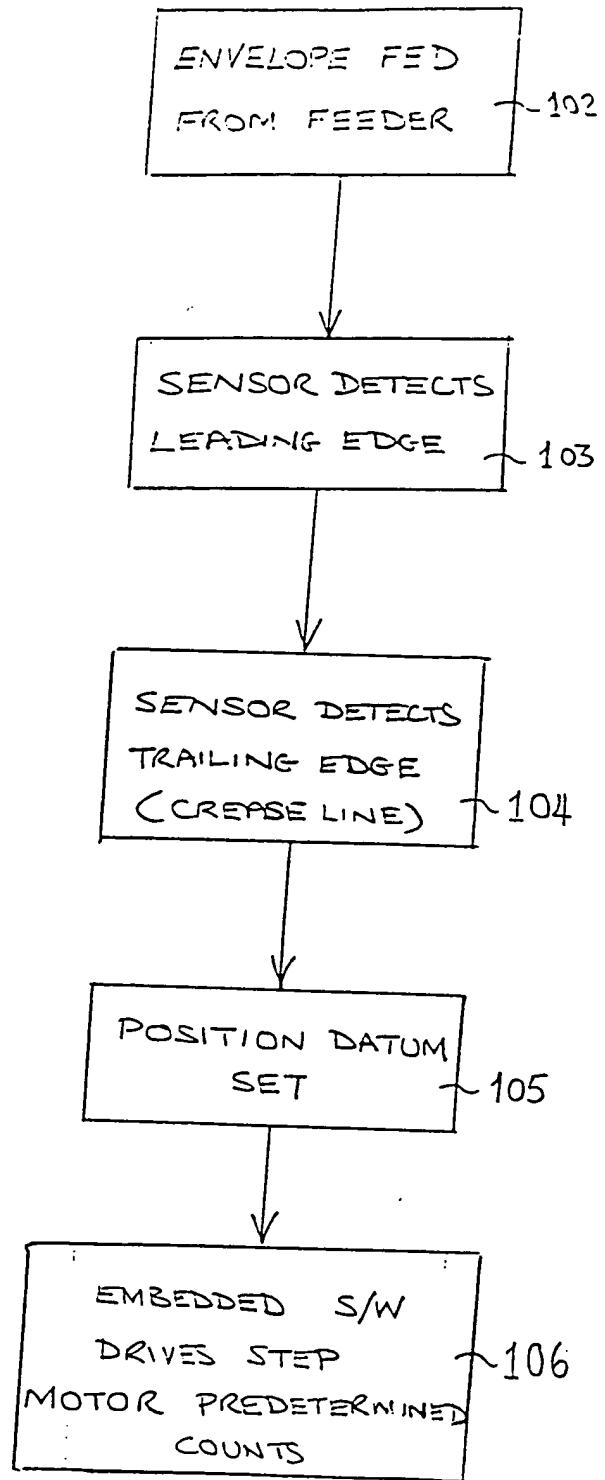 ENVELOPE FED
FROM FEEDER
102
SENSOR DETECTS
LEADING EDGE
103
SENSOR DETECTS
TRAILING EDGE
(CREASE LINE)
104
POSITION DATUM
SET
105
EMBEDDED S/W
DRIVES STEP
MOTOR PREDETERMINED
COUNTS
106